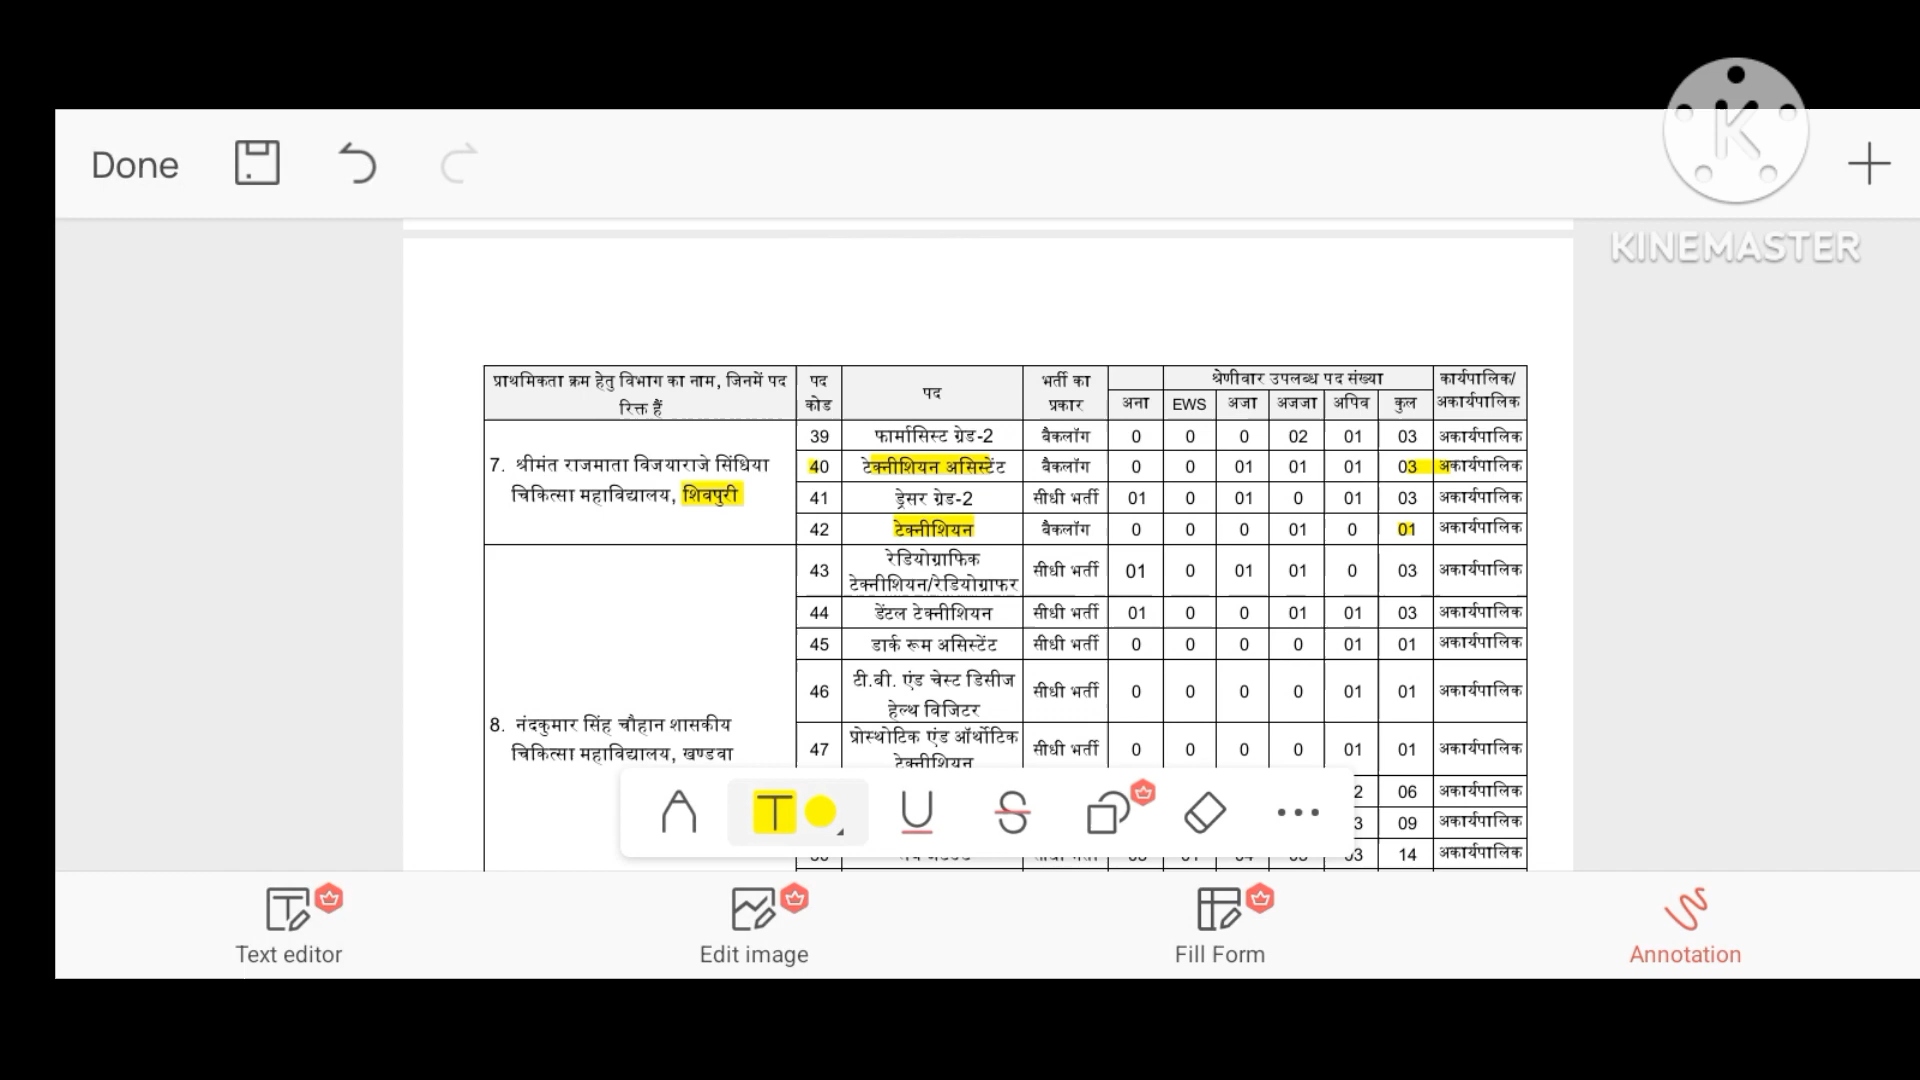 Done
KINEMASTER
प्राथमिकता क्रम हेतु विभाग का नाम, जिनमें पद रिक्त हैं
पद कोड
पद
भर्ती का प्रकार
श्रेणीवार उपलब्ध पद संख्या
कार्यपालिक/ अकार्यपालिक
अना EWS अजा अजजा अपिव कुल
7. श्रीमंत राजमाता विजयाराजे सिंधिया
चिकित्सा महाविद्यालय, शिवपुरी
39 फार्मासिस्ट ग्रेड-2 बैकलॉग 0 0 0 02 01 03 अकार्यपालिक
40 टेक्नीशियन असिस्टेंट बैकलॉग 0 0 01 01 01 03 अकार्यपालिक
41 ड्रेसर ग्रेड-2 सीधी भर्ती 01 0 01 0 01 03 अकार्यपालिक
42 टेक्नीशियन बैकलॉग 0 0 0 01 0 01 अकार्यपालिक
8. नंदकुमार सिंह चौहान शासकीय
चिकित्सा महाविद्यालय, खण्डवा
43 रेडियोग्राफिक टेक्नीशियन/रेडियोग्राफर सीधी भर्ती 01 0 01 01 0 03 अकार्यपालिक
44 डेंटल टेक्नीशियन सीधी भर्ती 01 0 0 01 01 03 अकार्यपालिक
45 डार्क रूम असिस्टेंट सीधी भर्ती 0 0 0 0 01 01 अकार्यपालिक
46 टी.बी. एंड चेस्ट डिसीज हेल्थ विजिटर सीधी भर्ती 0 0 0 0 01 01 अकार्यपालिक
47 प्रोस्थोटिक एंड ऑर्थोटिक टेक्नीशियन सीधी भर्ती 0 0 0 0 01 01 अकार्यपालिक
2 06 अकार्यपालिक
3 09 अकार्यपालिक
03 14 अकार्यपालिक
Text editor
Edit image
Fill Form
Annotation